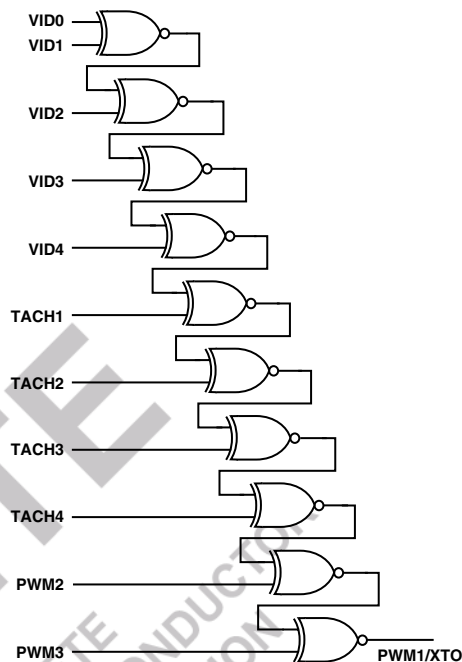 VID0
VID1
VID2
VID3
VID4
TACH1
TACH2
TACH3
TACH4
PWM2
PWM3
PWM1/XTO